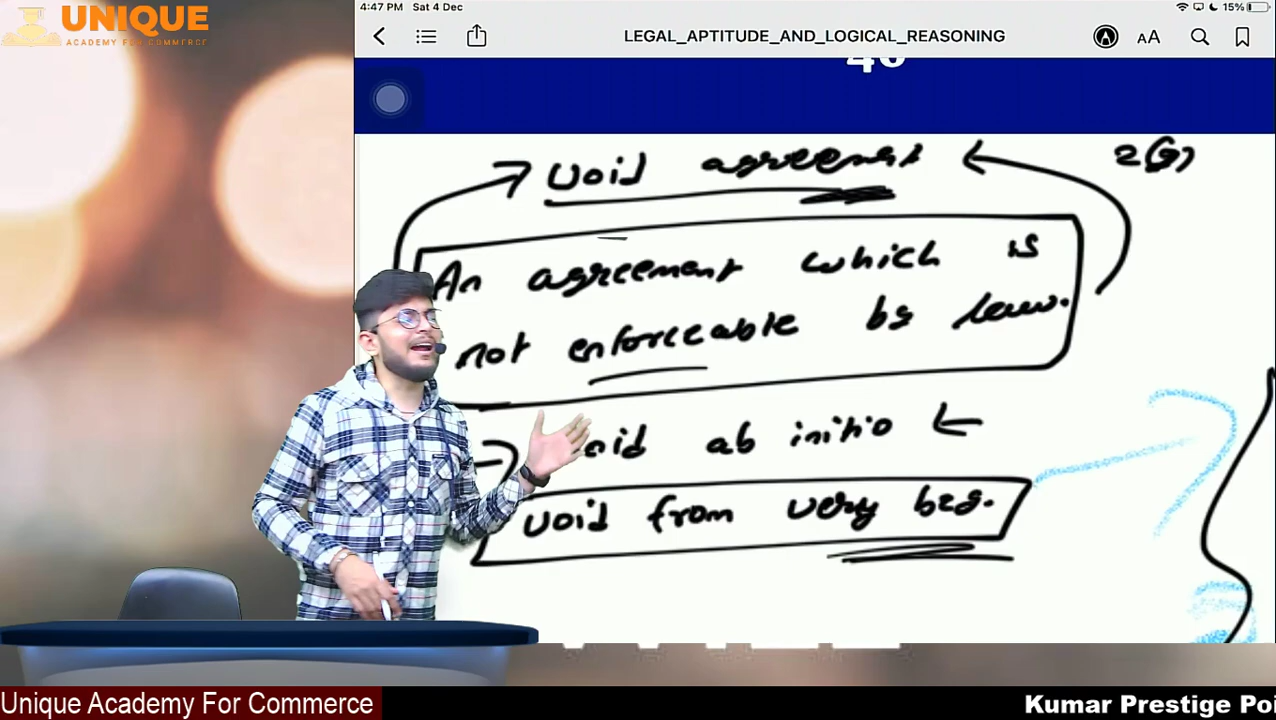 UNIQUE
ACADEMY FOR COMMERCE
4:47 PM Sat 4 Dec
15%
LEGAL_APTITUDE_AND_LOGICAL_REASONING
AA
Void agreement
2(g)
An agreement which is
not enforceable by law.
void ab initio
void from very beg.
Unique Academy For Commerce
Kumar Prestige Poi